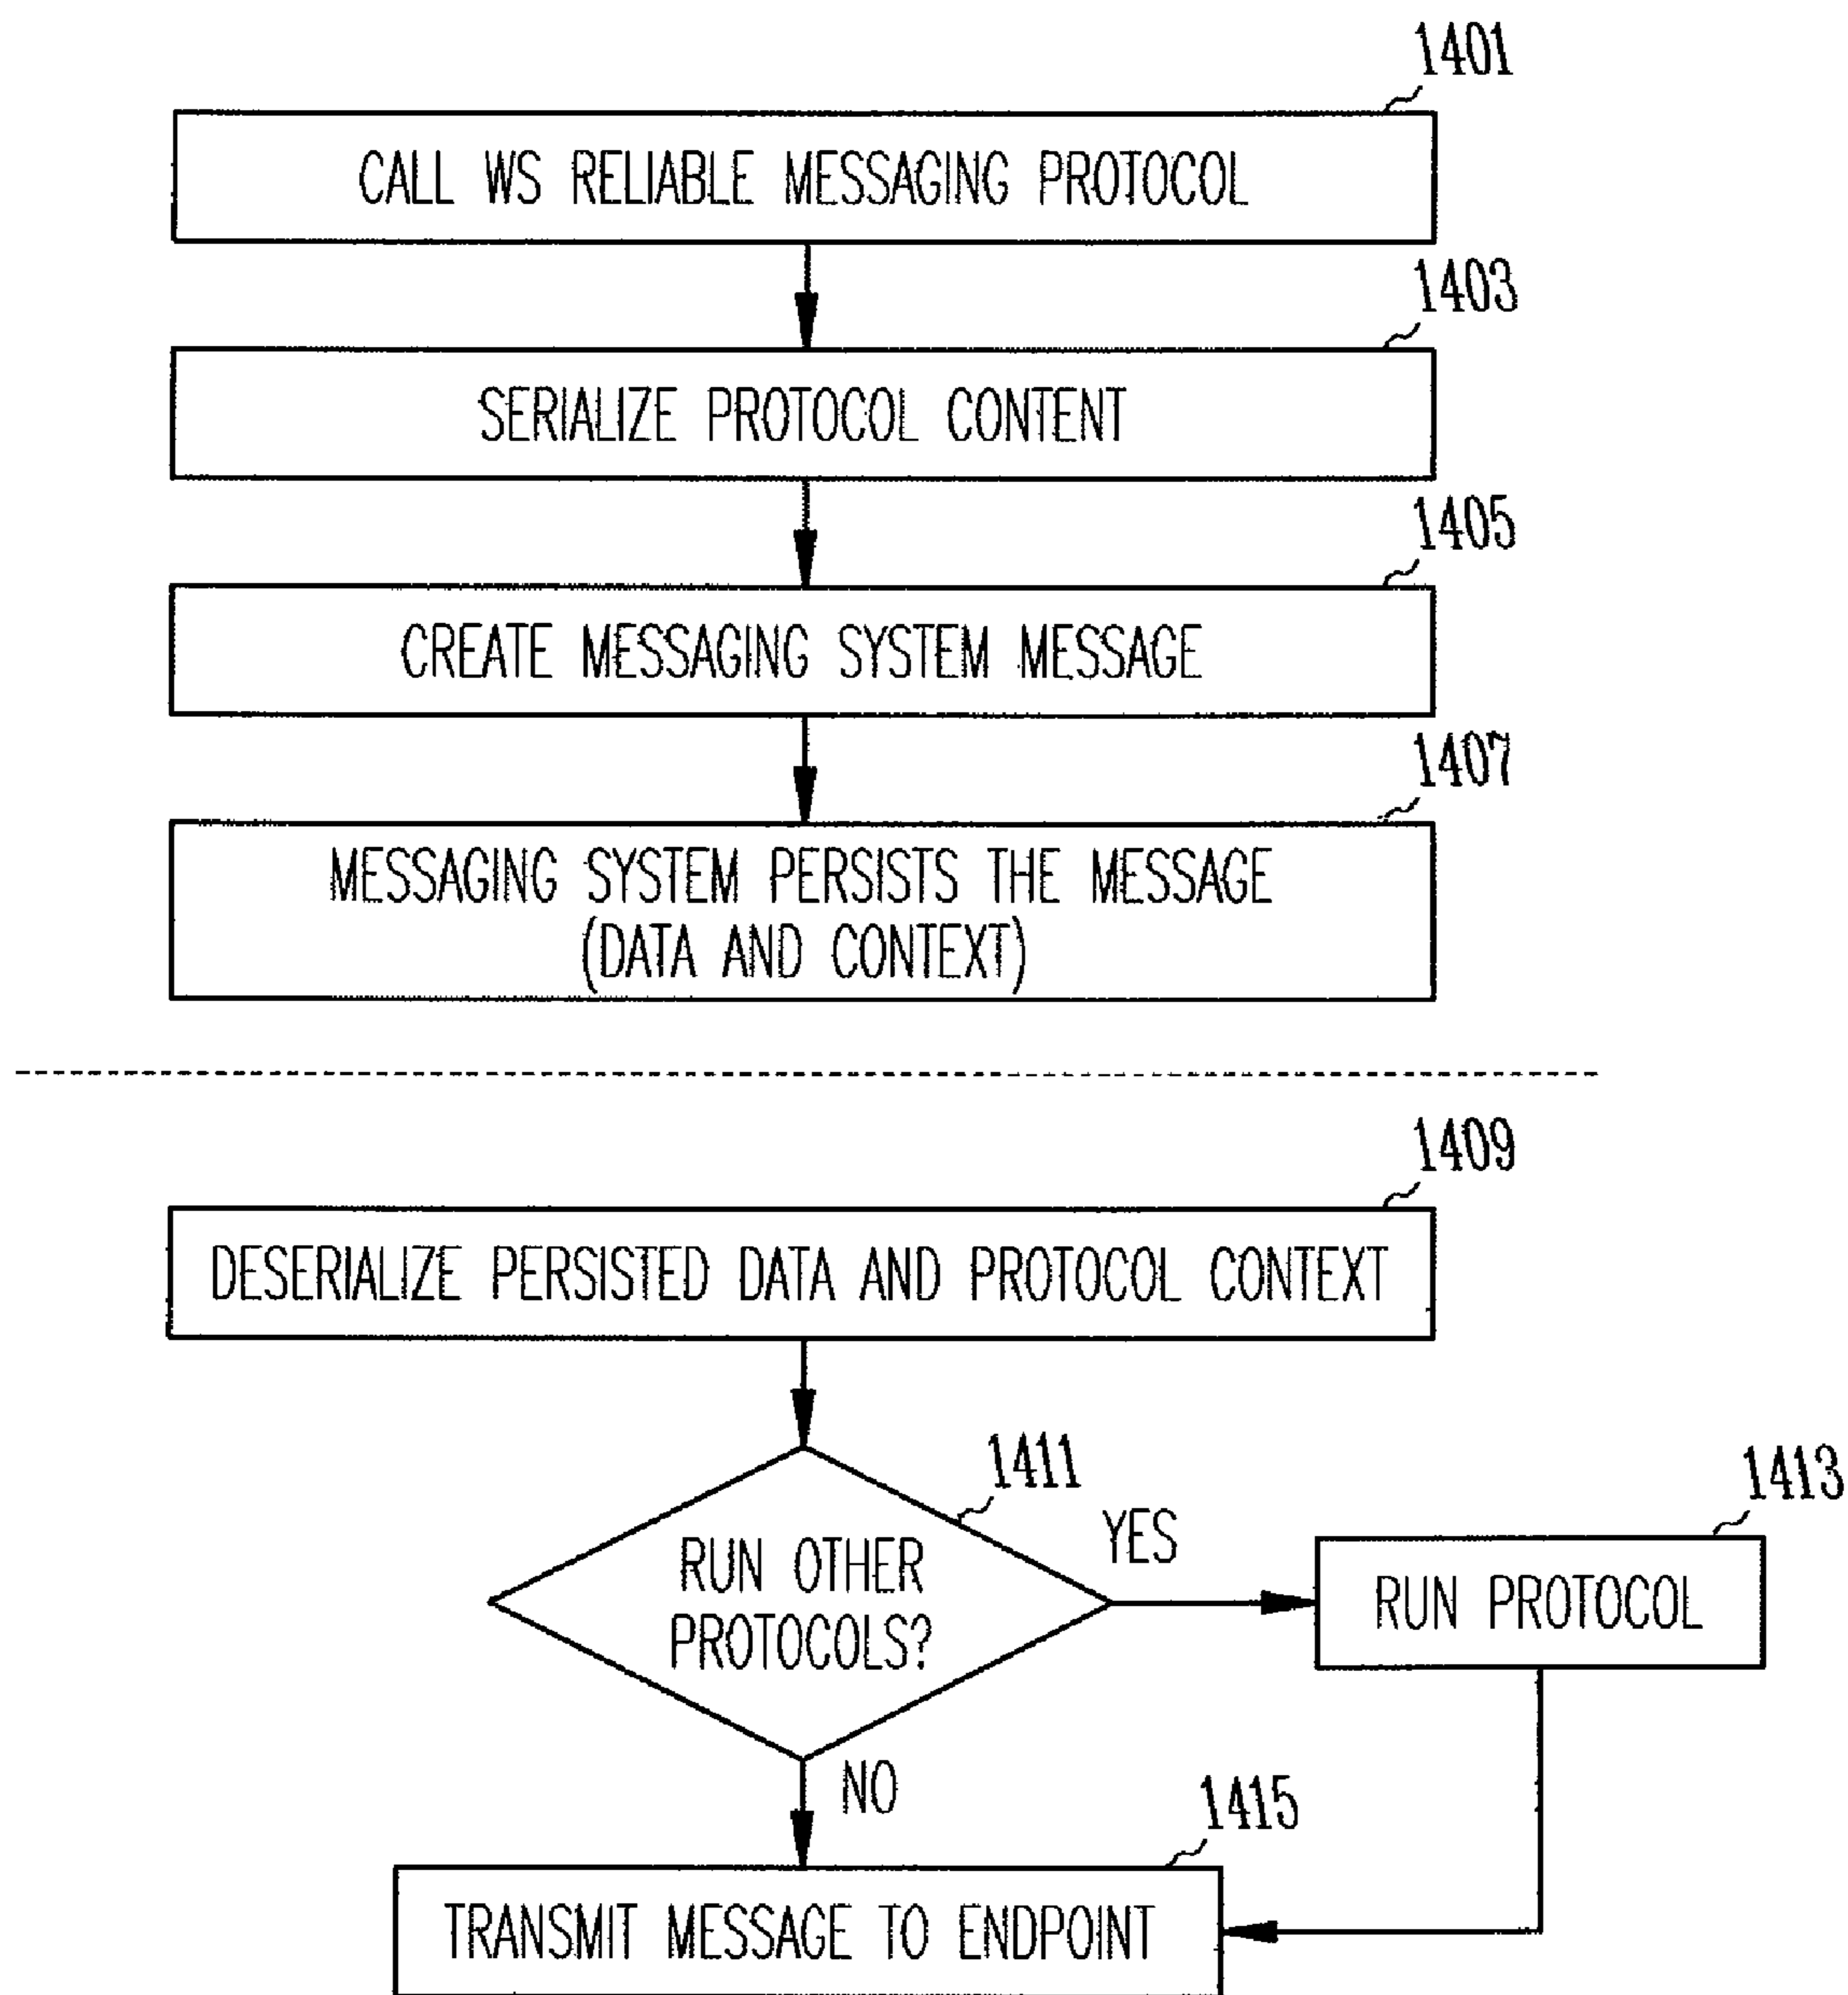 1401
CALL WS RELIABLE MESSAGING PROTOCOL
1403
SERIALIZE PROTOCOL CONTENT
1405
CREATE MESSAGING SYSTEM MESSAGE
1407
MESSAGING SYSTEM PERSISTS THE MESSAGE
(DATA AND CONTEXT)
1409
DESERIALIZE PERSISTED DATA AND PROTOCOL CONTEXT
1411
RUN OTHER
PROTOCOLS?
YES
1413
RUN PROTOCOL
NO
1415
TRANSMIT MESSAGE TO ENDPOINT